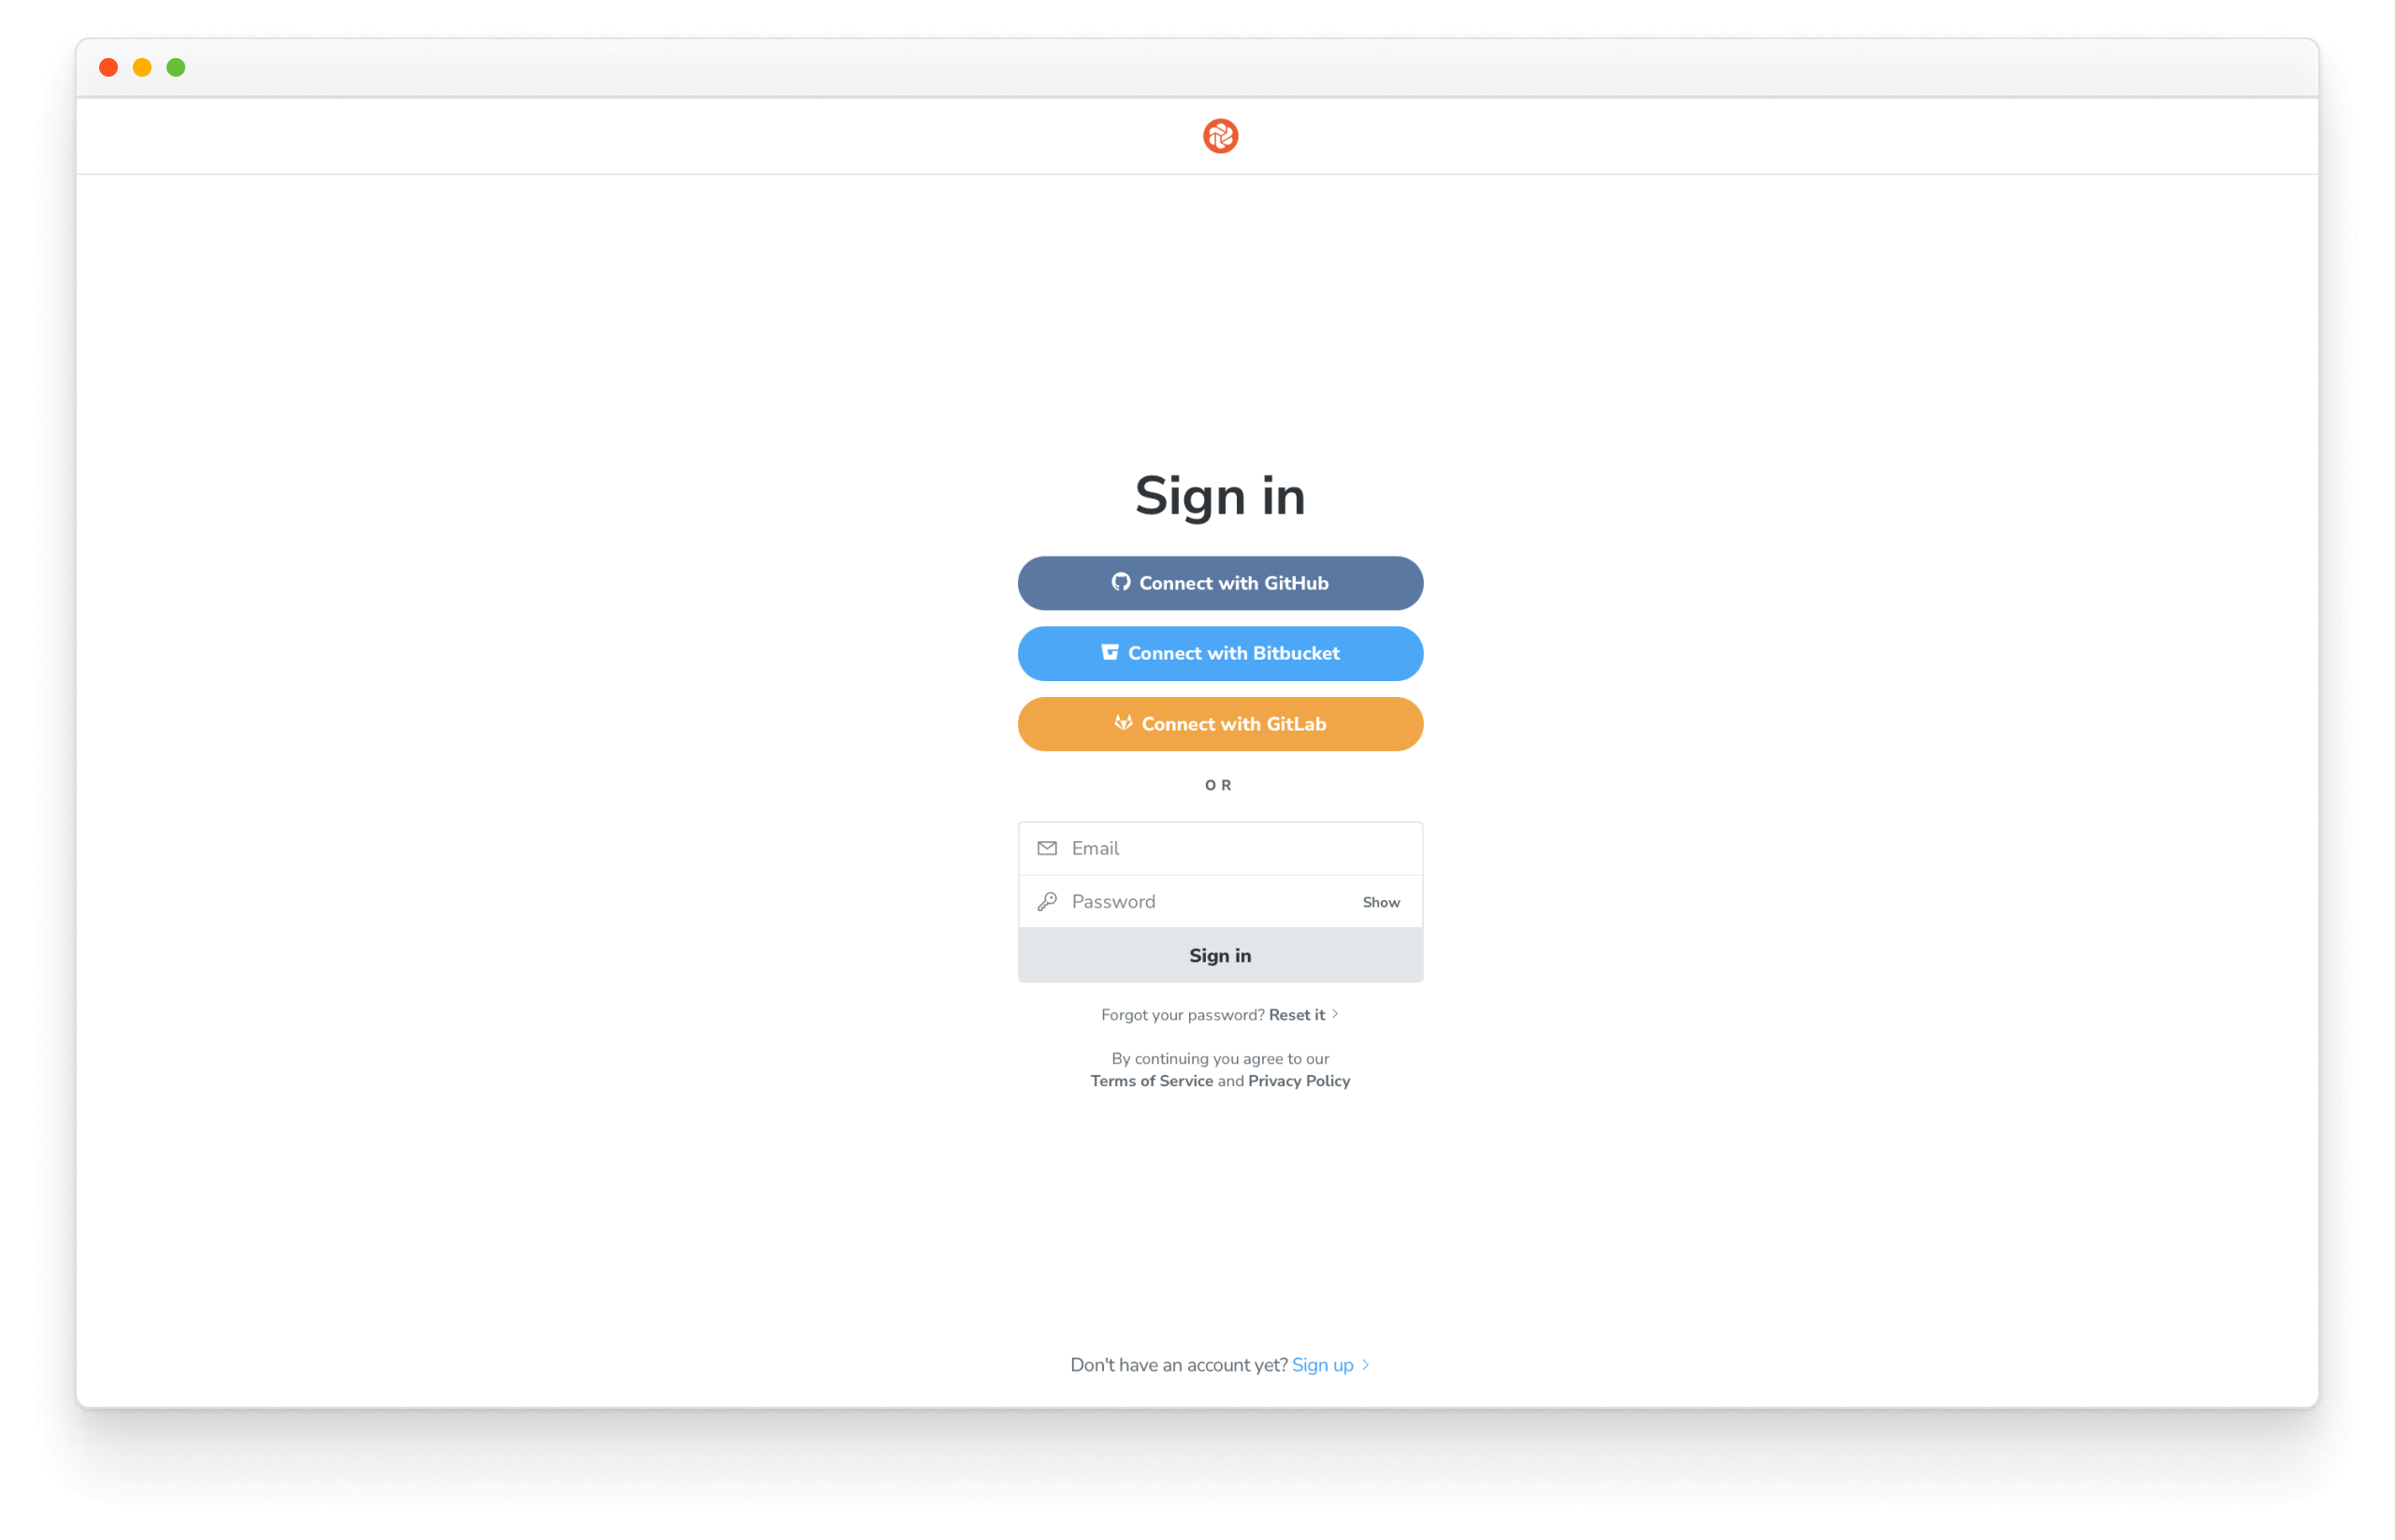 Sign in
Connect with GitHub
Connect with Bitbucket
Connect with GitLab
OR
Email
Password Show
Sign in
Forgot your password? Reset it
By continuing you agree to our
Terms of Service and Privacy Policy
Don't have an account yet? Sign up